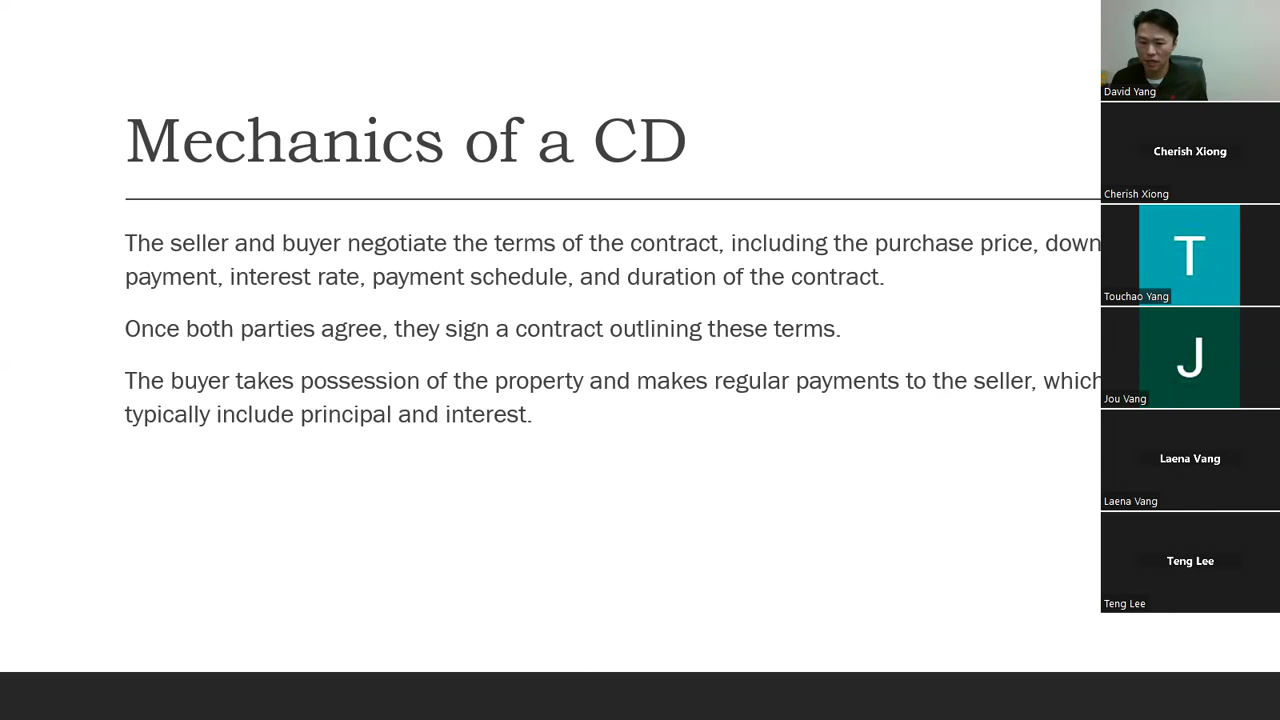 Mechanics of a CD
The seller and buyer negotiate the terms of the contract, including the purchase price, down
payment, interest rate, payment schedule, and duration of the contract.
Once both parties agree, they sign a contract outlining these terms.
The buyer takes possession of the property and makes regular payments to the seller, which
typically include principal and interest.
David Yang
Cherish Xiong
Cherish Xiong
T
Touchao Yang
J
Jou Vang
Laena Vang
Laena Vang
Teng Lee
Teng Lee